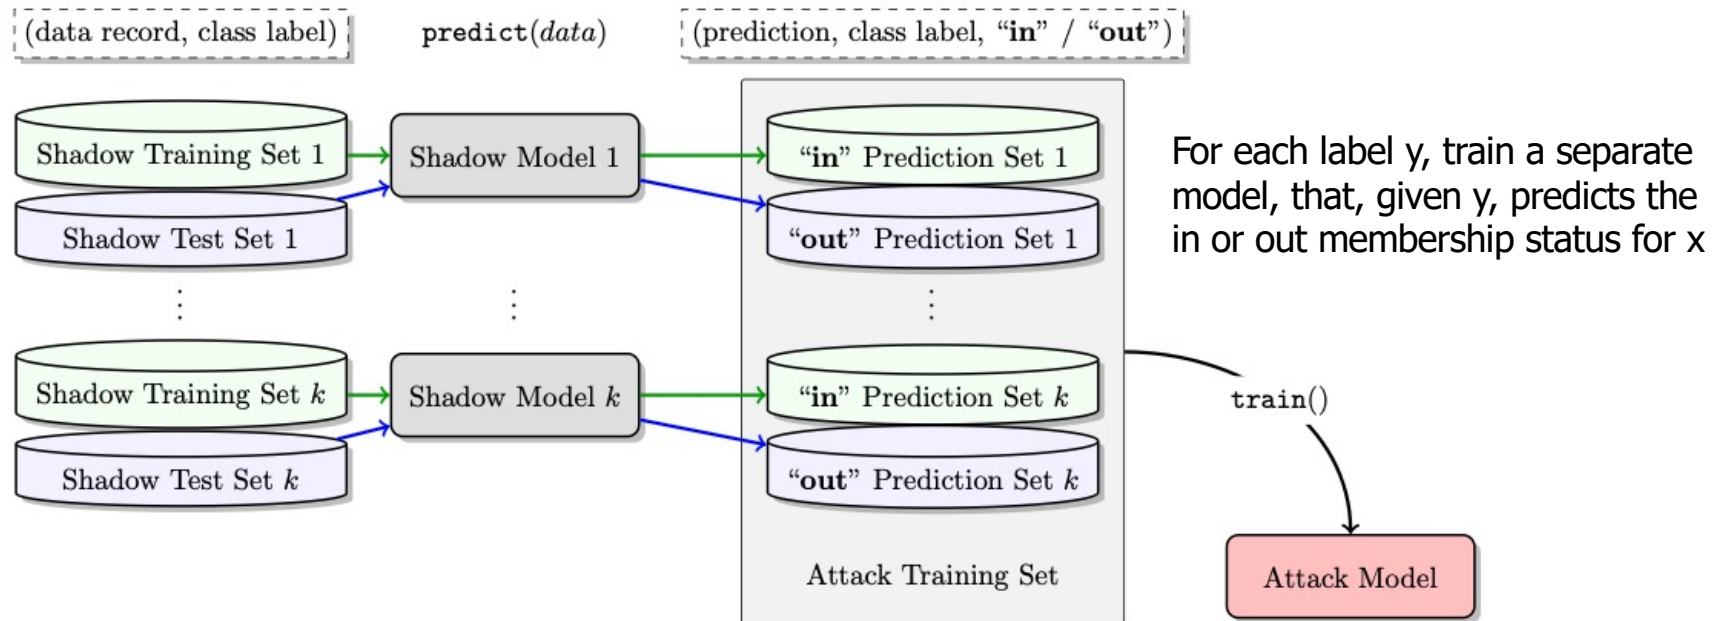 (data record, class label)
predict(data)
(prediction, class label, “in” / “out”)
Shadow Training Set 1
Shadow Model 1
“in” Prediction Set 1
Shadow Test Set 1
“out” Prediction Set 1
For each label y, train a separate
model, that, given y, predicts the
in or out membership status for x
⋮
⋮
⋮
Shadow Training Set k
Shadow Model k
“in” Prediction Set k
Shadow Test Set k
“out” Prediction Set k
train()
Attack Training Set
Attack Model